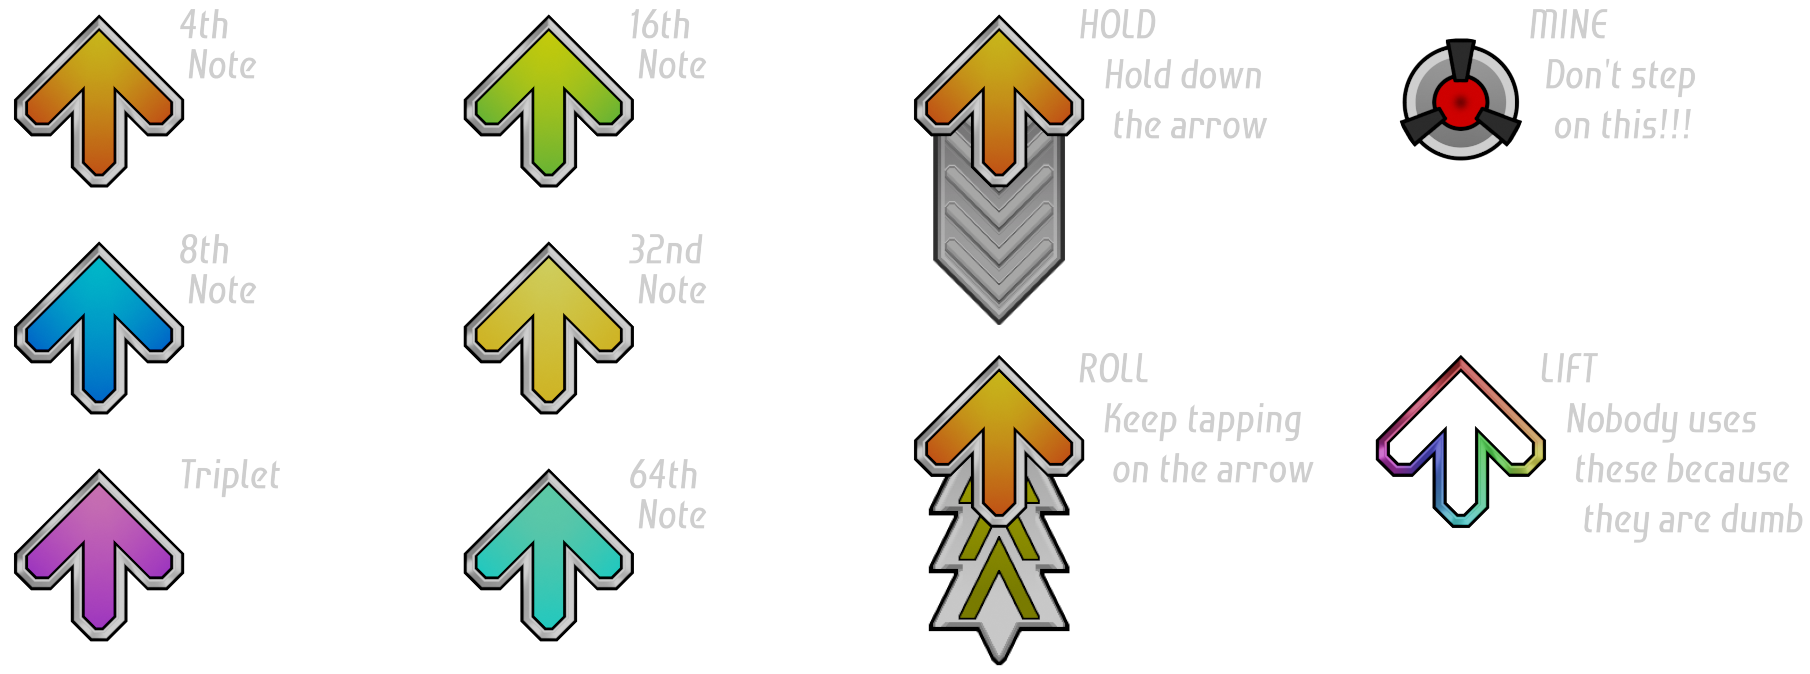 4th
Note
8th
Note
Triplet
16th
Note
32nd
Note
64th
Note
HOLD
Hold down
the arrow
ROLL
Keep tapping
on the arrow
MINE
Don't step
on this!!!
LIFT
Nobody uses
these because
they are dumb